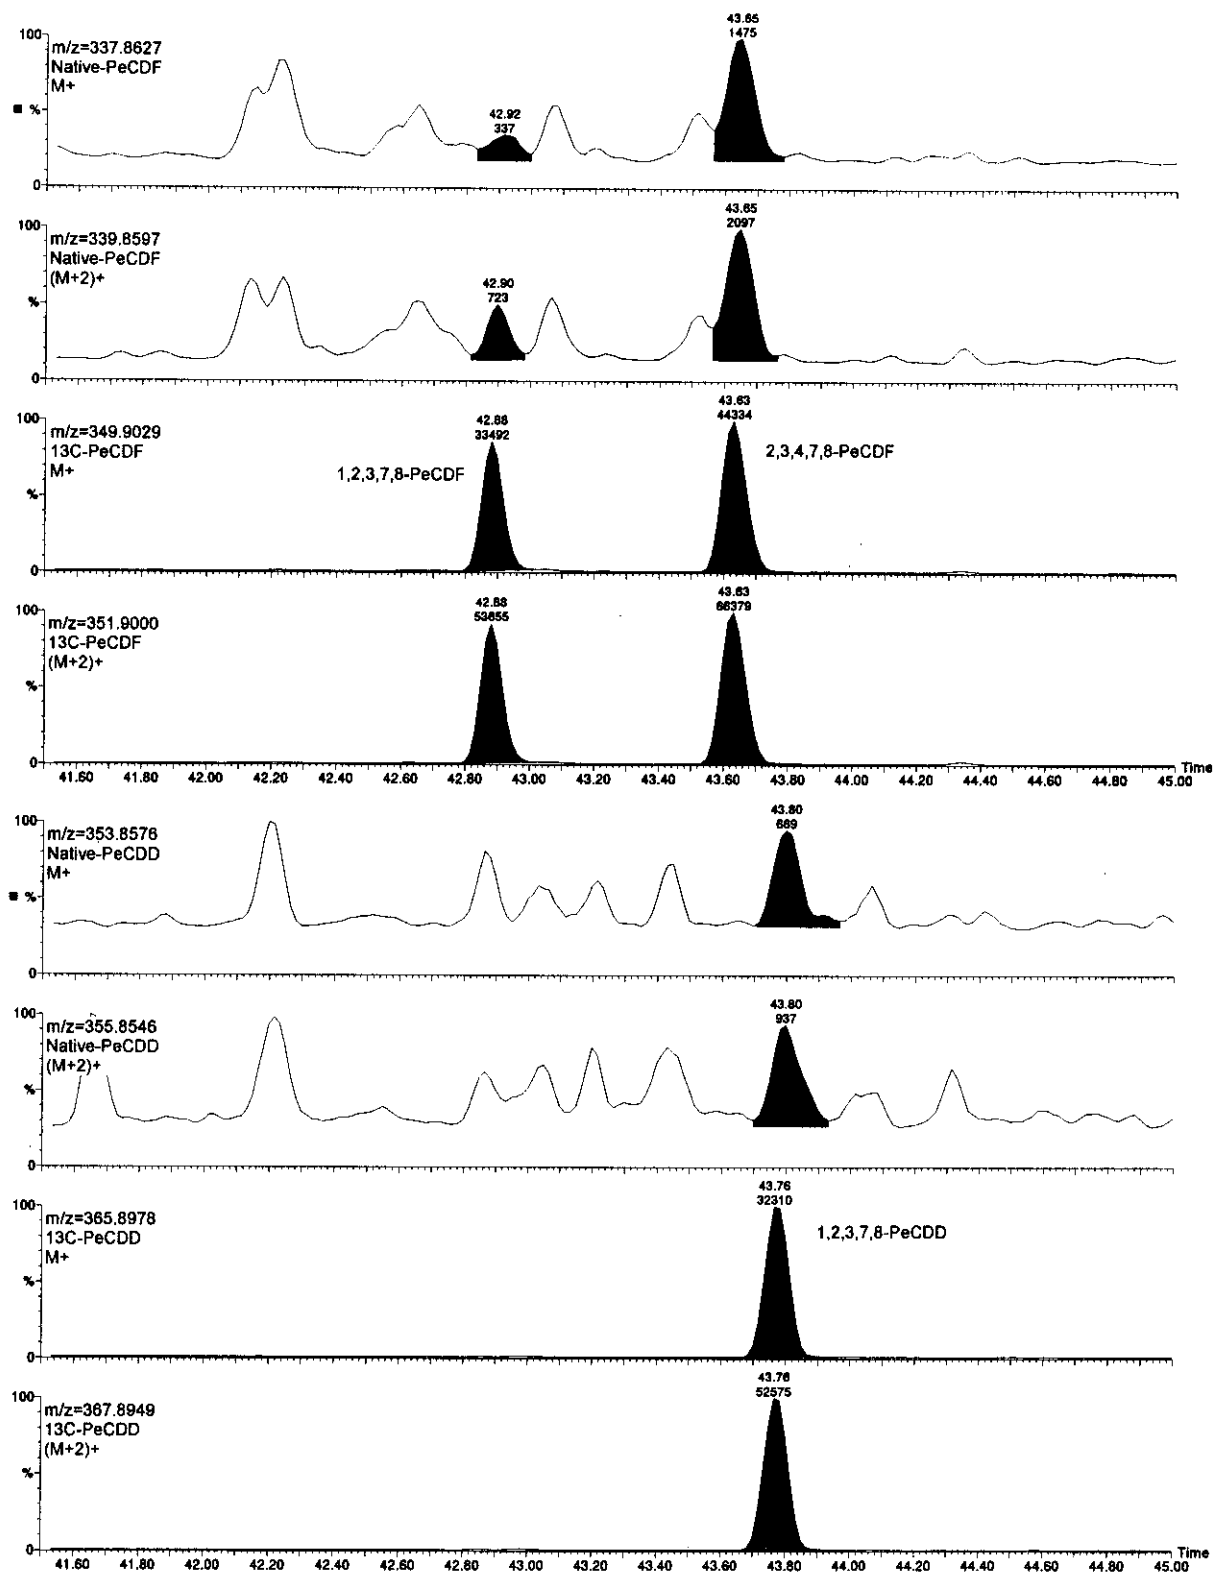 100
%
0
m/z=337.8627
Native-PeCDF
M+
42.92
337
43.65
1475
100
%
0
m/z=339.8597
Native-PeCDF
(M+2)+
42.90
723
43.65
2097
100
%
0
m/z=349.9029
13C-PeCDF
M+
1,2,3,7,8-PeCDF
42.88
33492
43.63
44334
2,3,4,7,8-PeCDF
100
%
0
m/z=351.9000
13C-PeCDF
(M+2)+
42.88
53655
43.63
66379
41.60 41.80 42.00 42.20 42.40 42.60 42.80 43.00 43.20 43.40 43.60 43.80 44.00 44.20 44.40 44.60 44.80 45.00 Time
100
%
0
m/z=353.8576
Native-PeCDD
M+
43.80
669
100
%
0
m/z=355.8546
Native-PeCDD
(M+2)+
43.80
937
100
%
0
m/z=365.8978
13C-PeCDD
M+
43.76
32310
1,2,3,7,8-PeCDD
100
%
0
m/z=367.8949
13C-PeCDD
(M+2)+
43.76
52575
41.60 41.80 42.00 42.20 42.40 42.60 42.80 43.00 43.20 43.40 43.60 43.80 44.00 44.20 44.40 44.60 44.80 45.00 Time